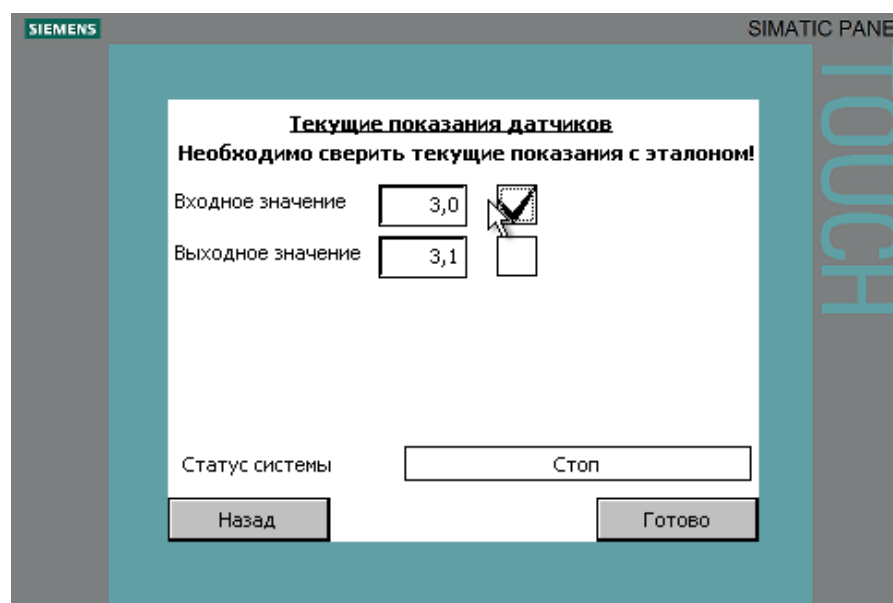 SIEMENS
SIMATIC PANE
TOUCH
Текущие показания датчиков
Необходимо сверить текущие показания с эталоном!
Входное значение 3,0
Выходное значение 3,1
Статус системы Стоп
Назад Готово